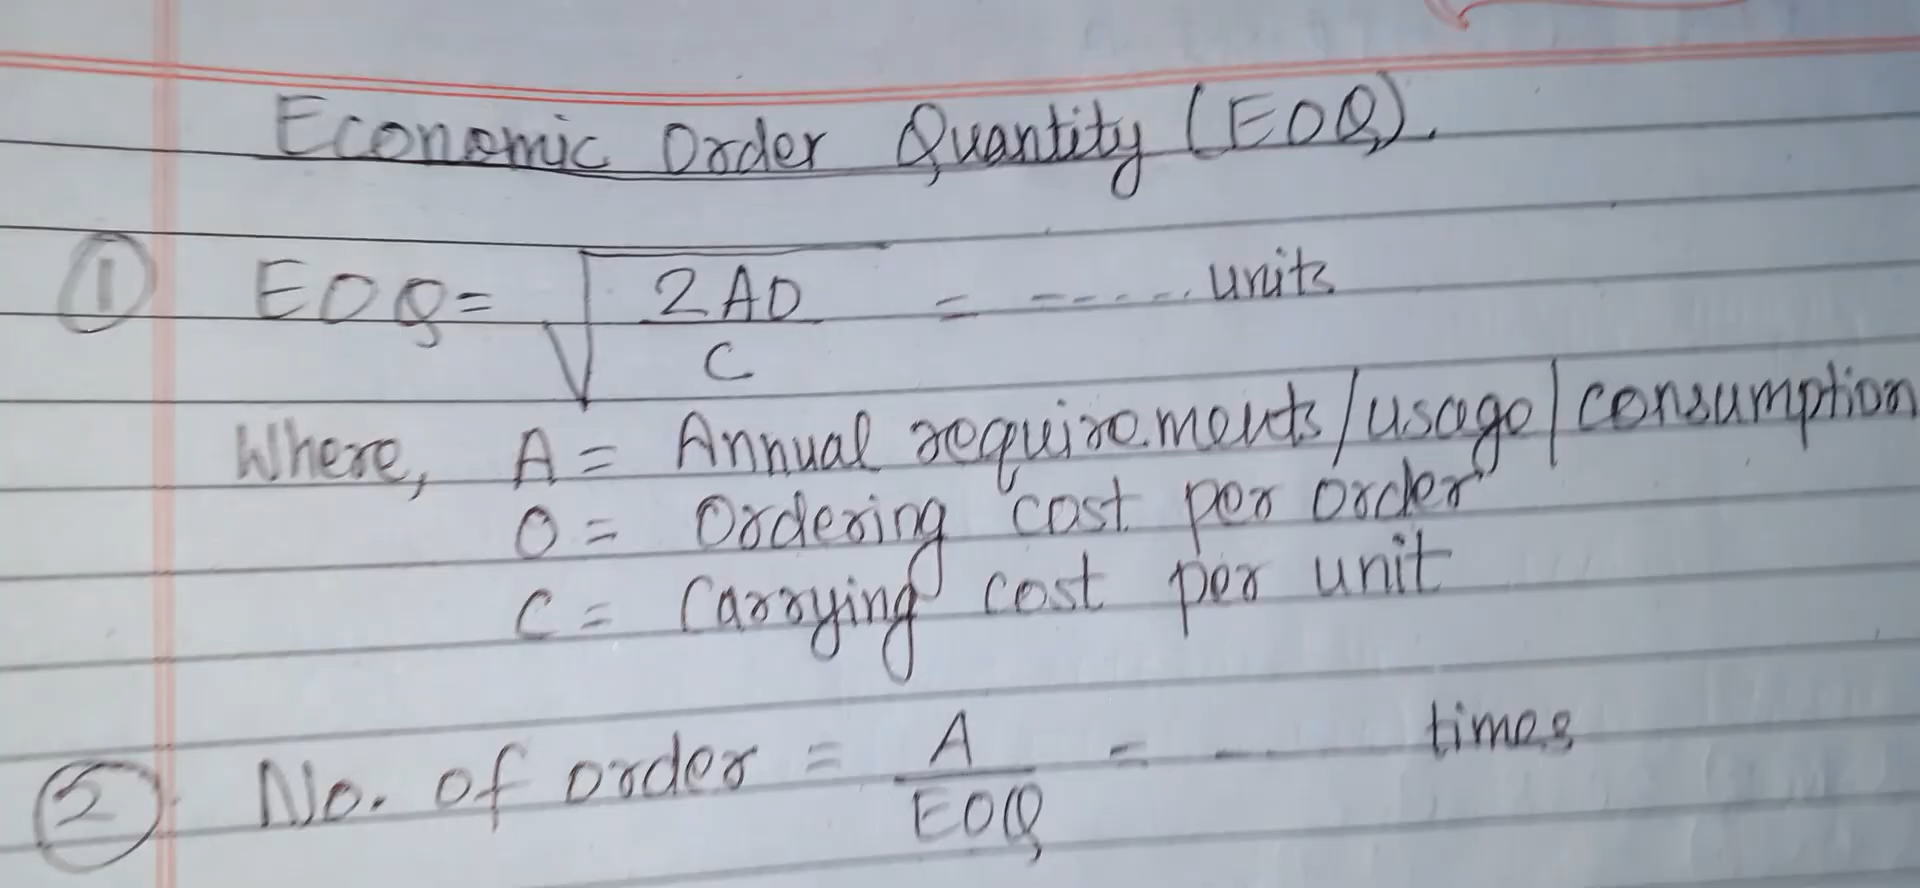 Economic Order Quantity (EOQ).
① EOQ = √(2AO / C) = ------ units
Where, A = Annual requirements/usage/consumption
O = Ordering cost per order
C = Carrying cost per unit
② No. of order = A / EOQ = - — times